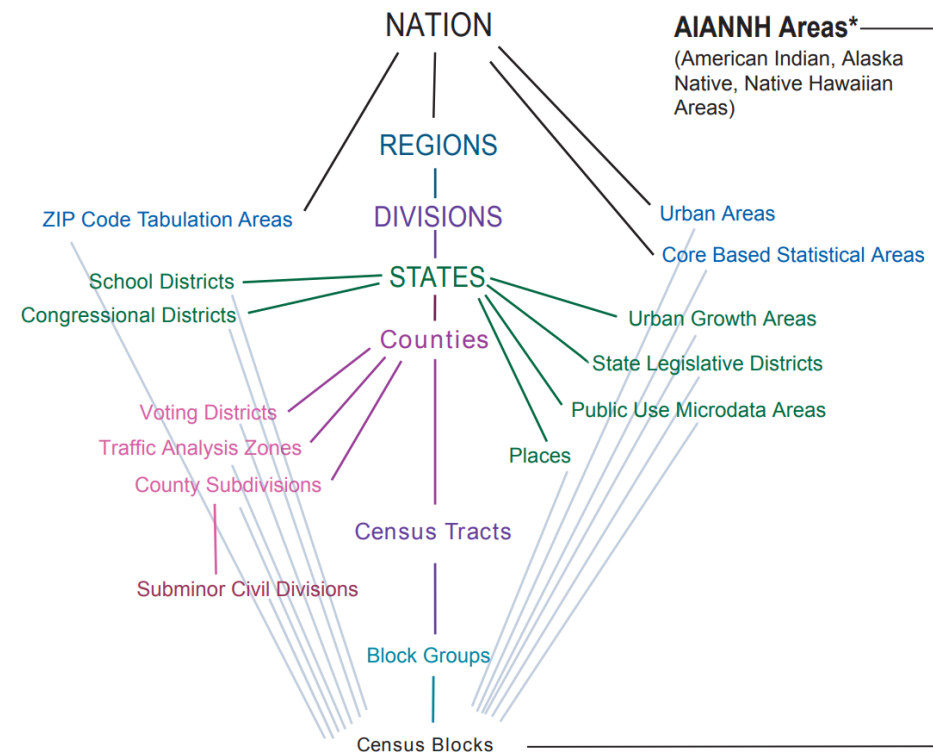 NATION
AIANNH Areas*
(American Indian, Alaska
Native, Native Hawaiian
Areas)
REGIONS
ZIP Code Tabulation Areas
DIVISIONS
Urban Areas
Core Based Statistical Areas
School Districts
STATES
Congressional Districts
Urban Growth Areas
Counties
State Legislative Districts
Voting Districts
Public Use Microdata Areas
Traffic Analysis Zones
Places
County Subdivisions
Census Tracts
Subminor Civil Divisions
Block Groups
Census Blocks